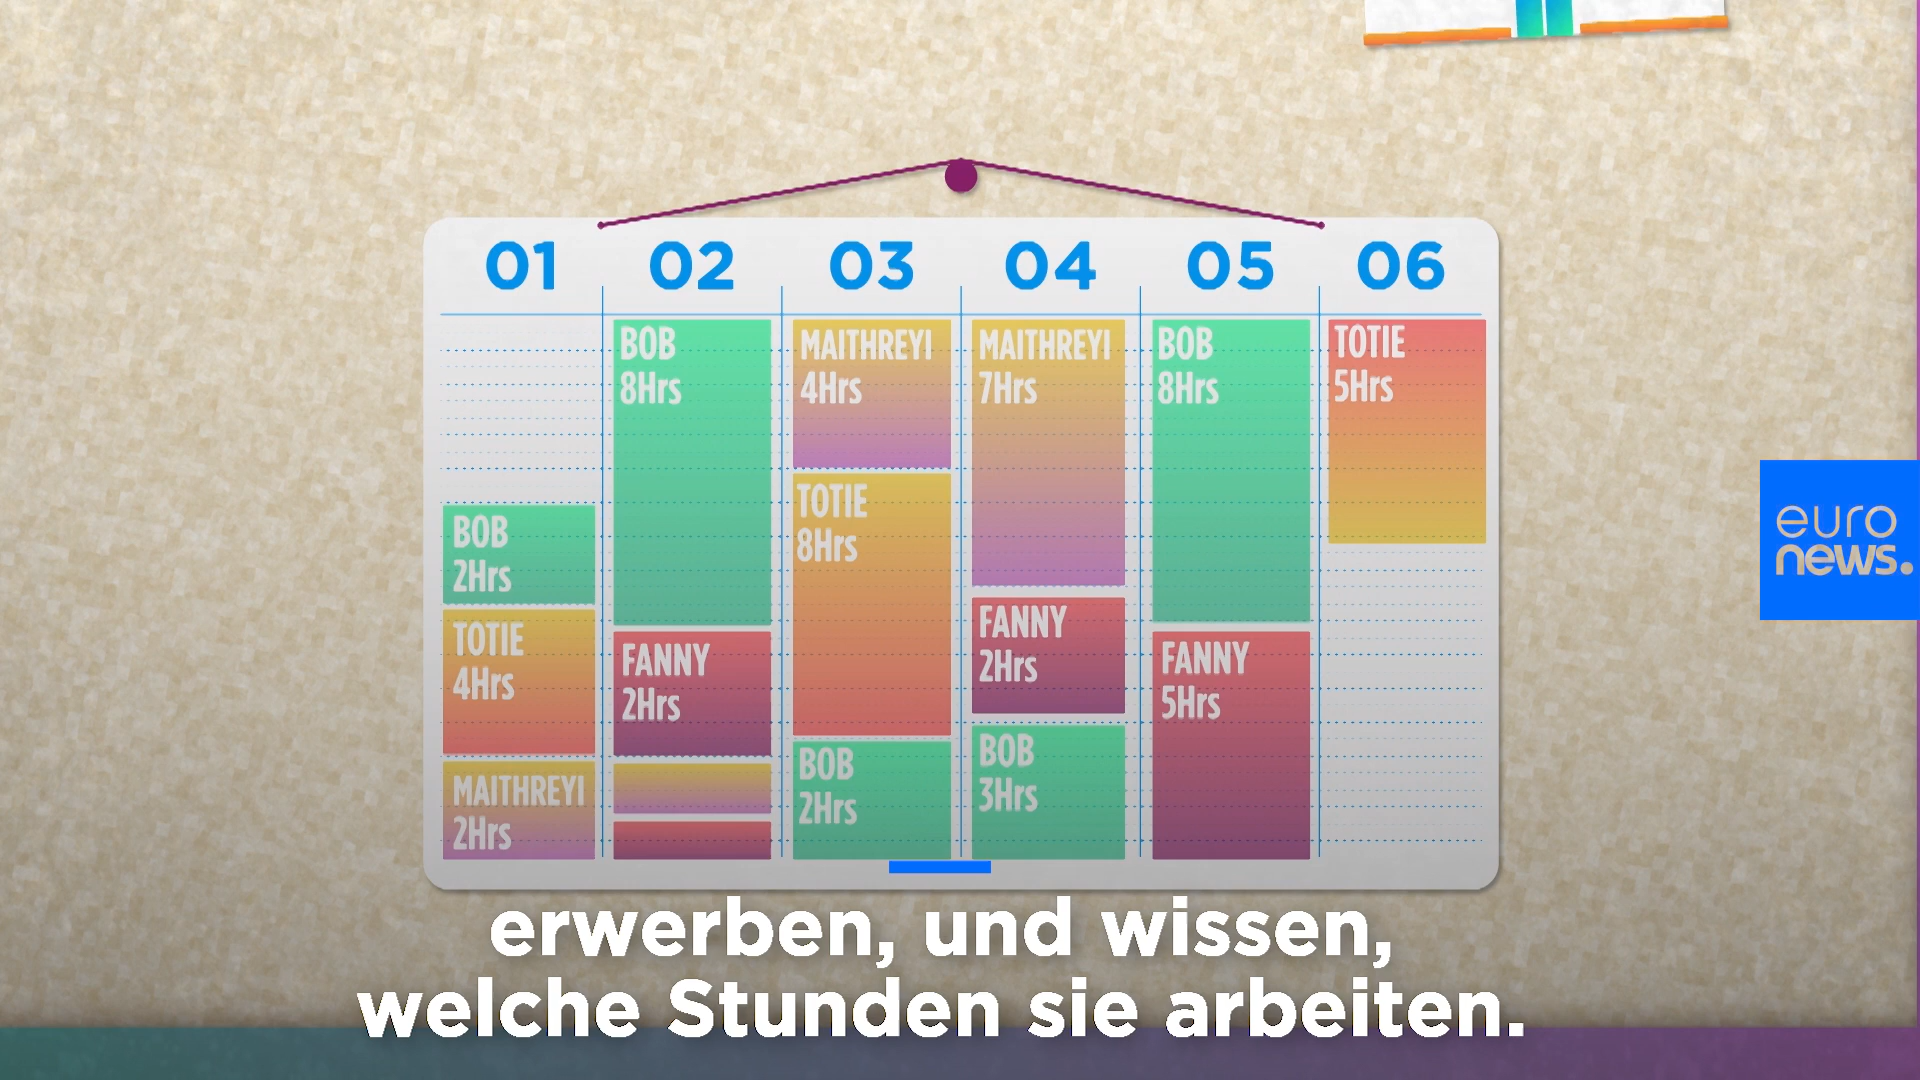 01 02 03 04 05 06
BOB
2Hrs
TOTIE
4Hrs
MAITHREYI
2Hrs
BOB
8Hrs
FANNY
2Hrs
MAITHREYI
4Hrs
TOTIE
8Hrs
BOB
2Hrs
MAITHREYI
7Hrs
FANNY
2Hrs
BOB
3Hrs
BOB
8Hrs
FANNY
5Hrs
TOTIE
5Hrs
euro
news.
erwerben, und wissen,
welche Stunden sie arbeiten.